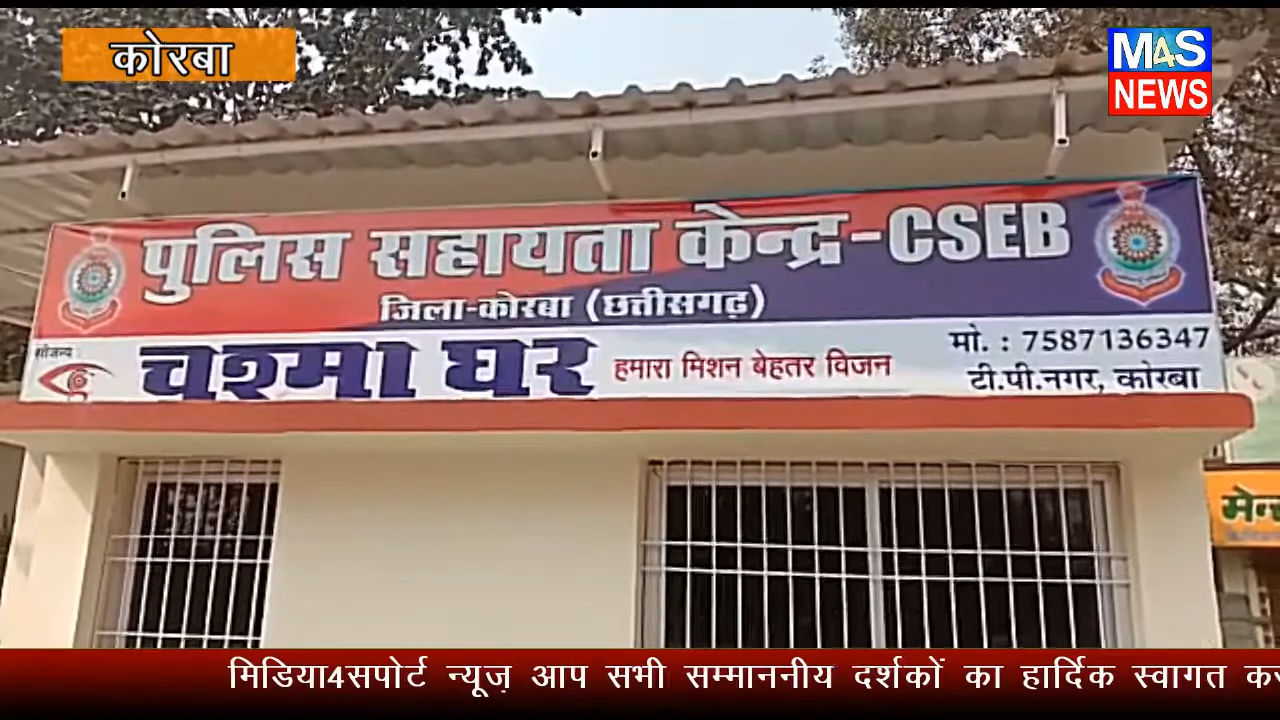 कोरबा
M4S
NEWS
पुलिस सहायता केन्द्र-CSEB
जिला-कोरबा (छत्तीसगढ़)
सौजन्य :
चश्मा घर
हमारा मिशन बेहतर विजन
मो. : 7587136347
टी.पी.नगर, कोरबा
मिडिया4सपोर्ट न्यूज़ आप सभी सम्माननीय दर्शकों का हार्दिक स्वागत